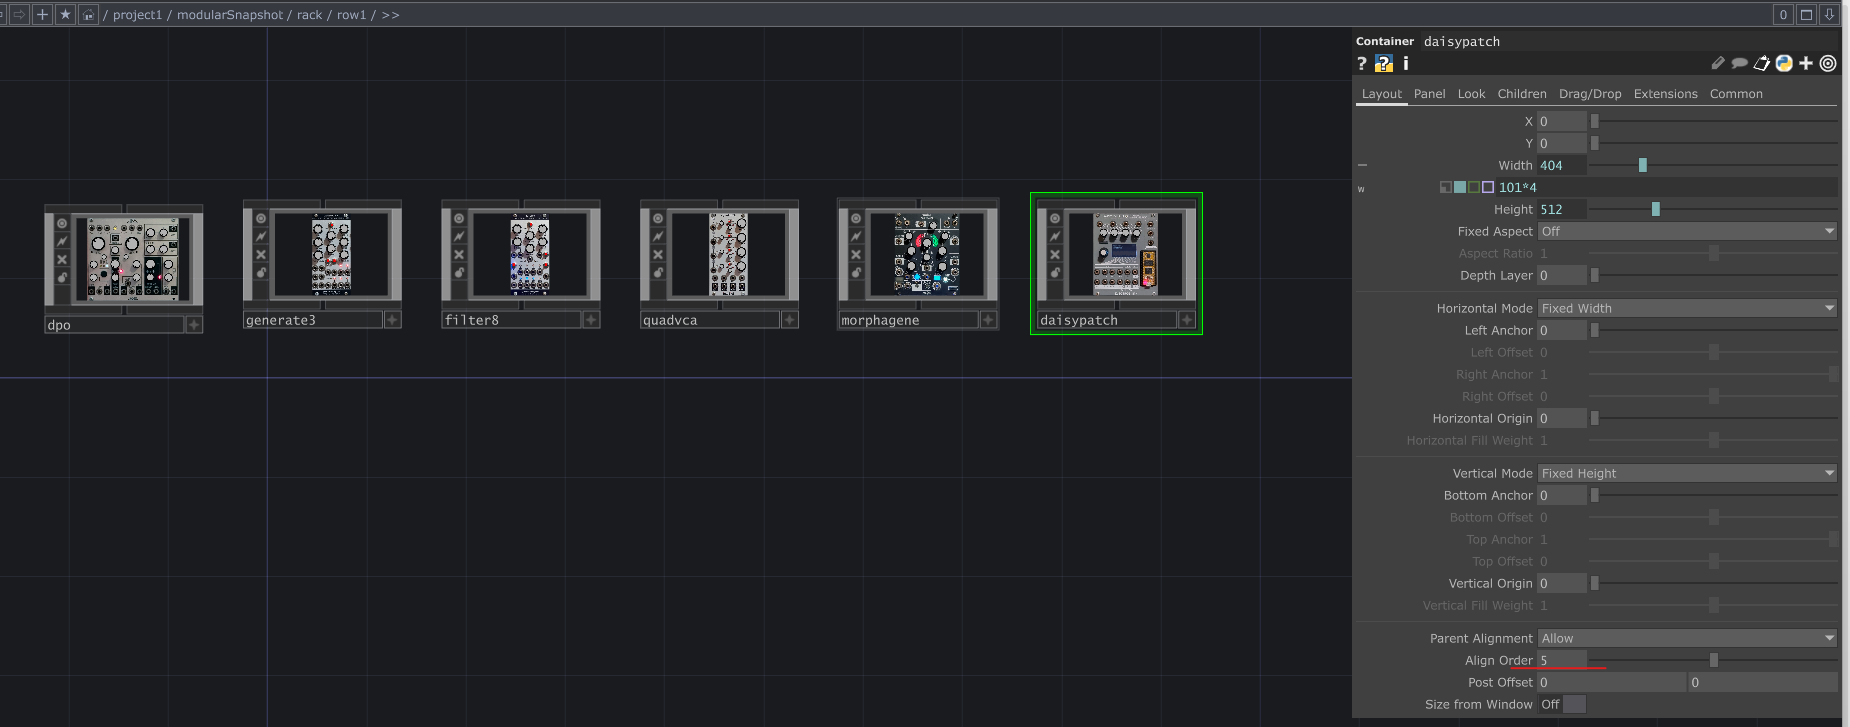 / project1 / modularSnapshot / rack / row1 / >>
0
Container daisypatch
? ? i
Layout Panel Look Children Drag/Drop Extensions Common
X 0
Y 0
Width 404
w 101*4
Height 512
Fixed Aspect Off
Aspect Ratio 1
Depth Layer 0
Horizontal Mode Fixed Width
Left Anchor 0
Left Offset 0
Right Anchor 1
Right Offset 0
Horizontal Origin 0
Horizontal Fill Weight 1
Vertical Mode Fixed Height
Bottom Anchor 0
Bottom Offset 0
Top Anchor 1
Top Offset 0
Vertical Origin 0
Vertical Fill Weight 1
Parent Alignment Allow
Align Order 5
Post Offset 0 0
Size from Window Off
dpo
generate3
filter8
quadvca
morphagene
daisypatch